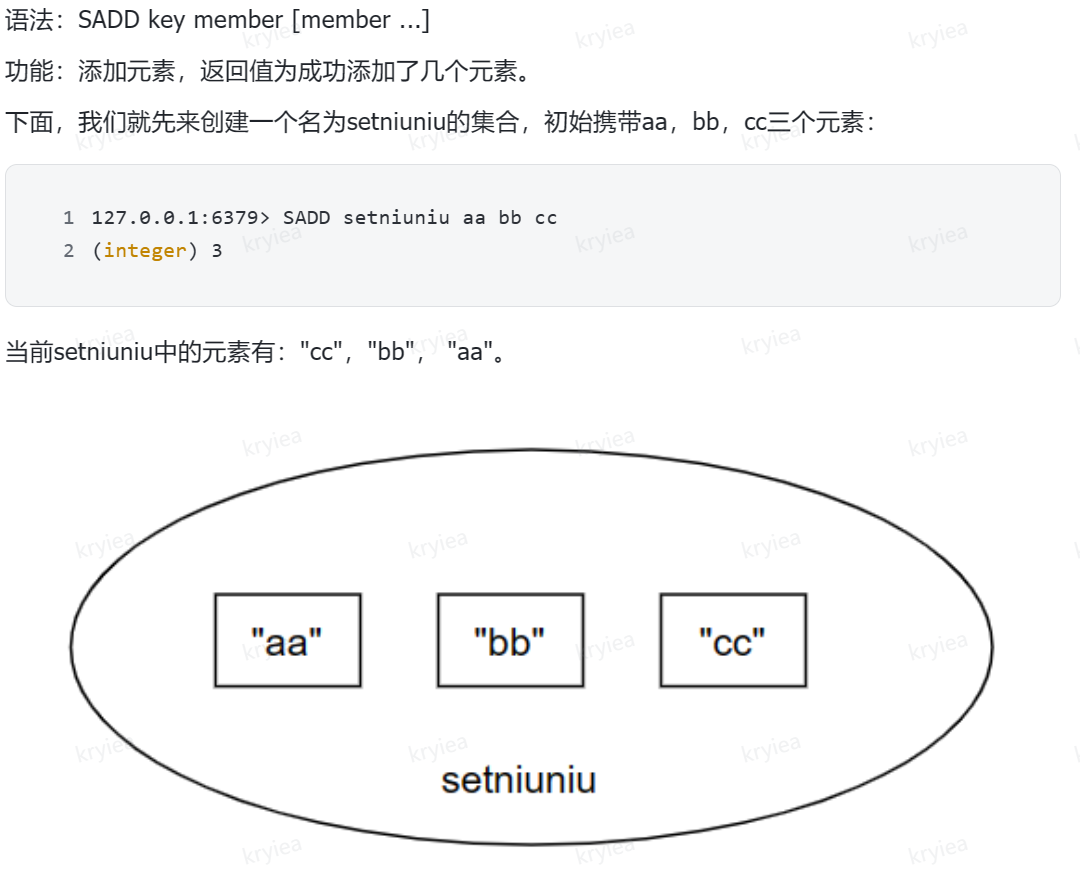 语法：SADD key member [member ...]
功能：添加元素，返回值为成功添加了几个元素。
下面，我们就先来创建一个名为setniuniu的集合，初始携带aa，bb，cc三个元素：
1 127.0.0.1:6379> SADD setniuniu aa bb cc
2 (integer) 3
当前setniuniu中的元素有："cc"，"bb"， "aa"。
"aa" "bb" "cc"
setniuniu
kryiea